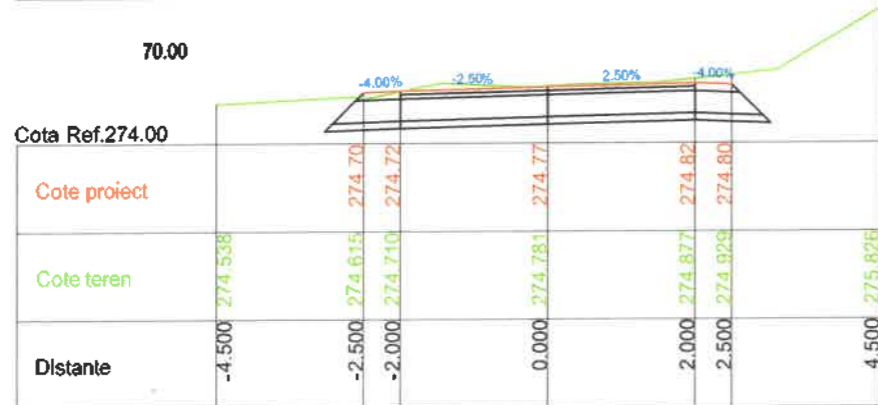 70.00
-4.00% -2.50% 2.50% -4.00%
Cota Ref.274.00
Cote proiect 274.70 274.72 274.77 274.82 274.80
Cote teren 274.538 274.615 274.710 274.781 274.877 274.929 275.826
Distante -4.500 -2.500 -2.000 0.000 2.000 2.500 4.500